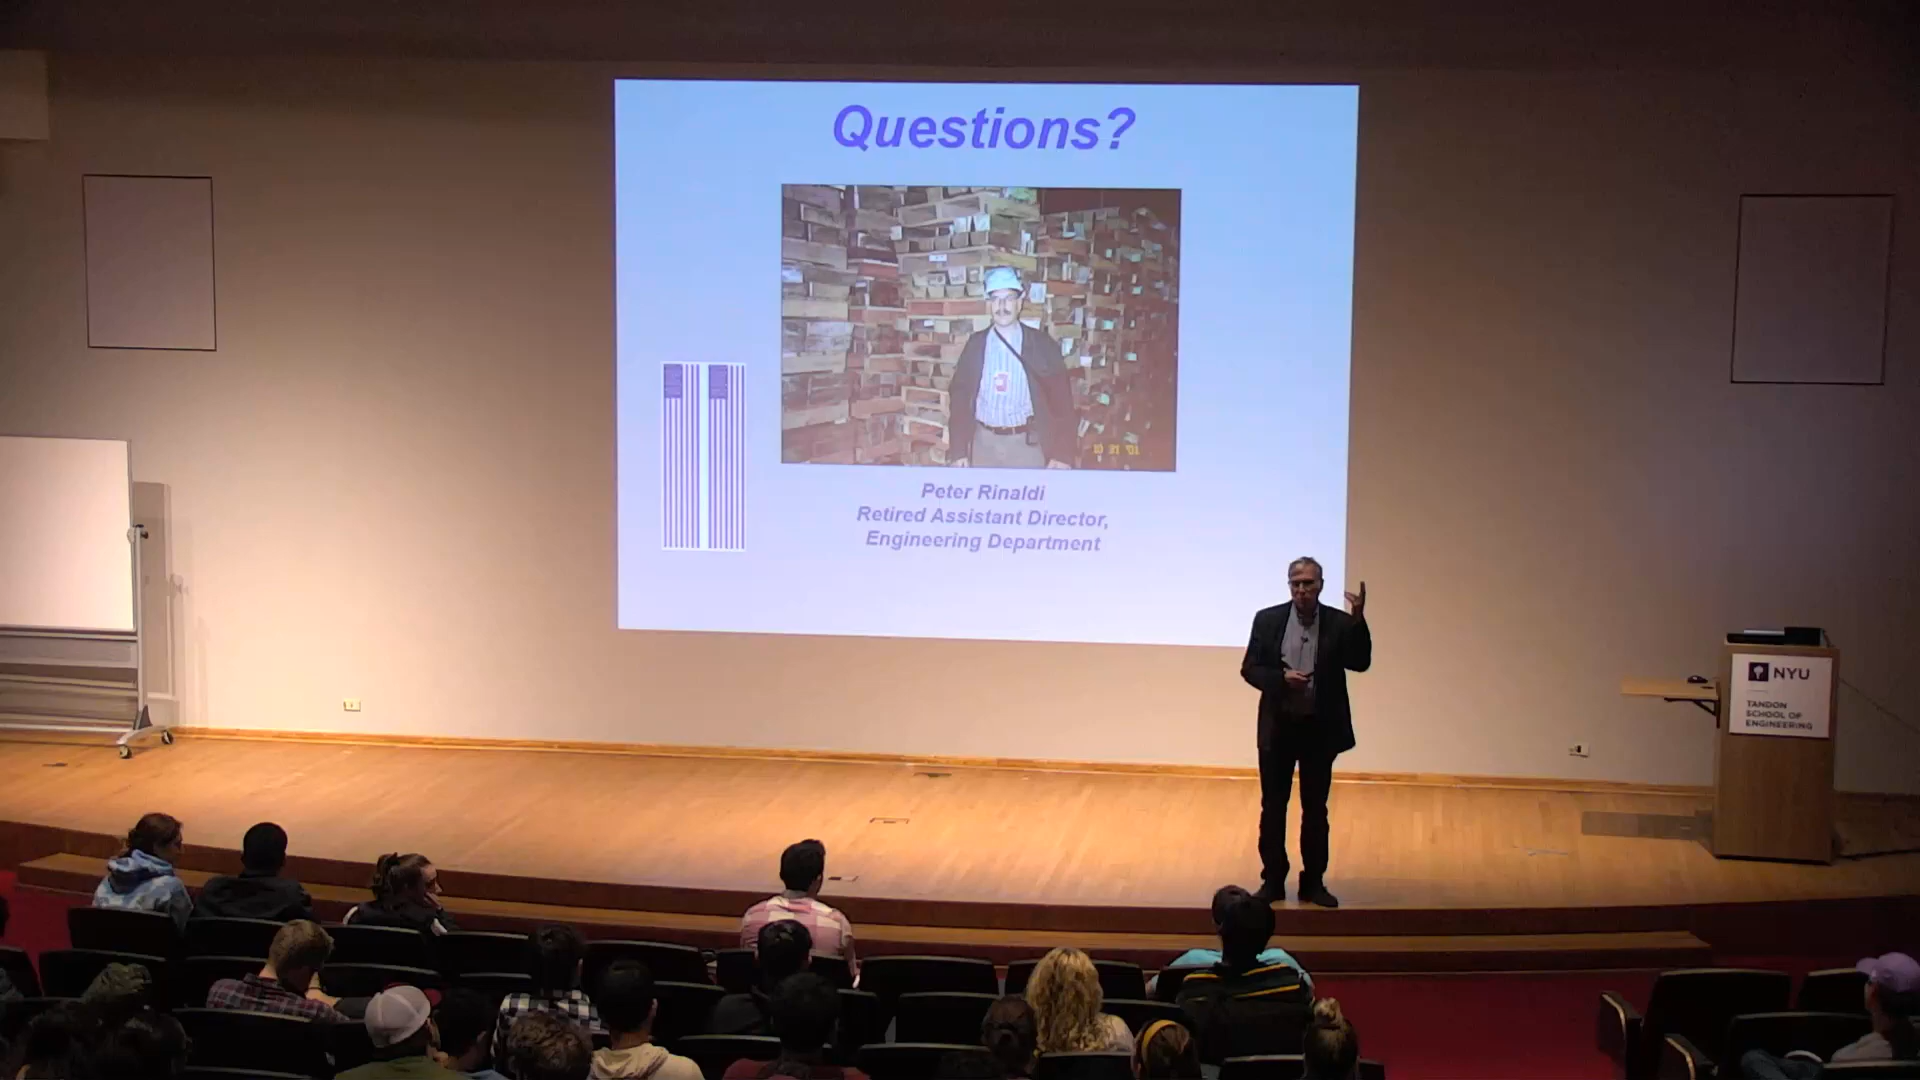 Questions?
Peter Rinaldi
Retired Assistant Director,
Engineering Department
NYU
TANDON
SCHOOL OF
ENGINEERING